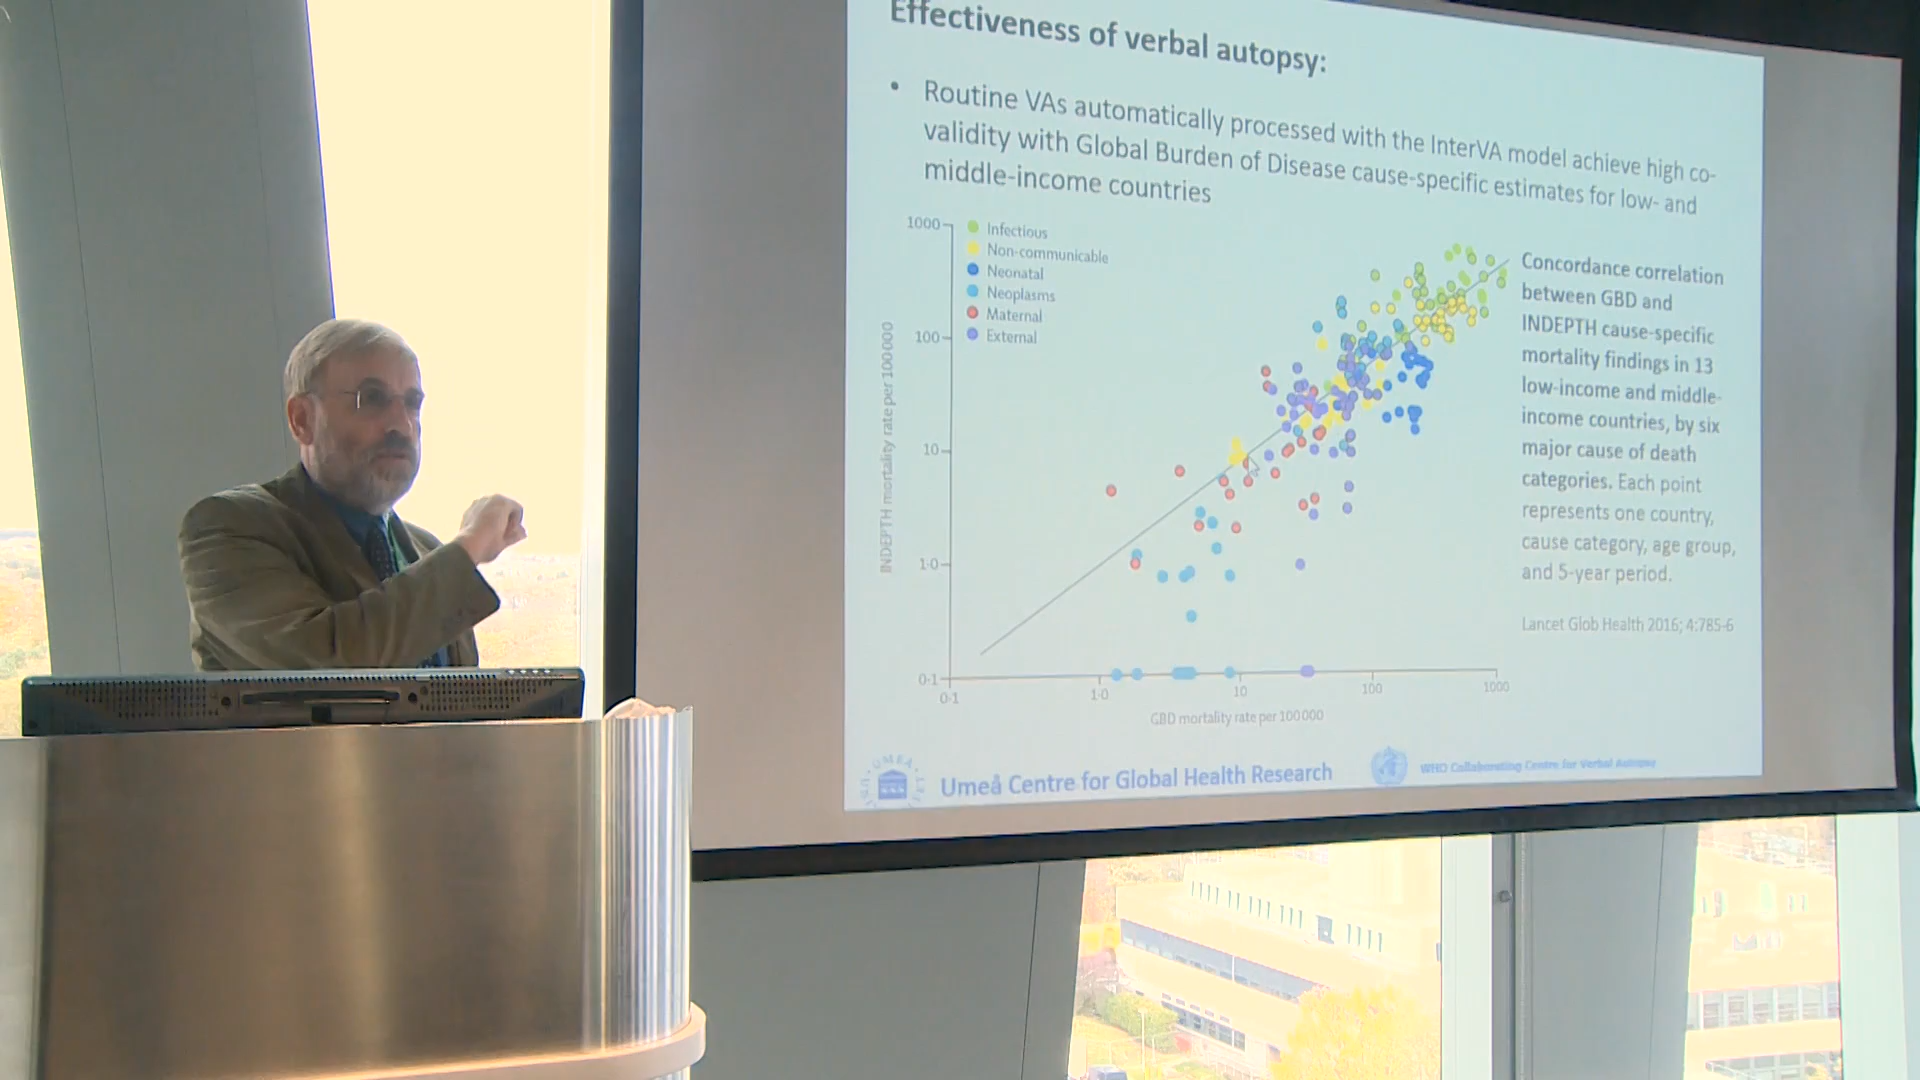 Effectiveness of verbal autopsy:
• Routine VAs automatically processed with the InterVA model achieve high co-
validity with Global Burden of Disease cause-specific estimates for low- and
middle-income countries
1000
100
10
1·0
0·1
INDEPTH mortality rate per 100 000
Infectious
Non-communicable
Neonatal
Neoplasms
Maternal
External
0·1
1·0
10
100
1000
GBD mortality rate per 100 000
Concordance correlation
between GBD and
INDEPTH cause-specific
mortality findings in 13
low-income and middle-
income countries, by six
major cause of death
categories. Each point
represents one country,
cause category, age group,
and 5-year period.
Lancet Glob Health 2016; 4:785-6
UMEÅ
Umeå Centre for Global Health Research
WHO Collaborating Centre for Verbal Autopsy